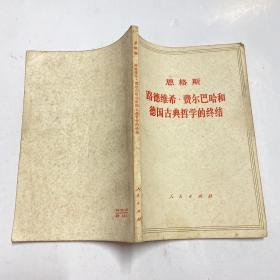 恩格斯
路德维希·费尔巴哈和
德国古典哲学的终结
人民出版社